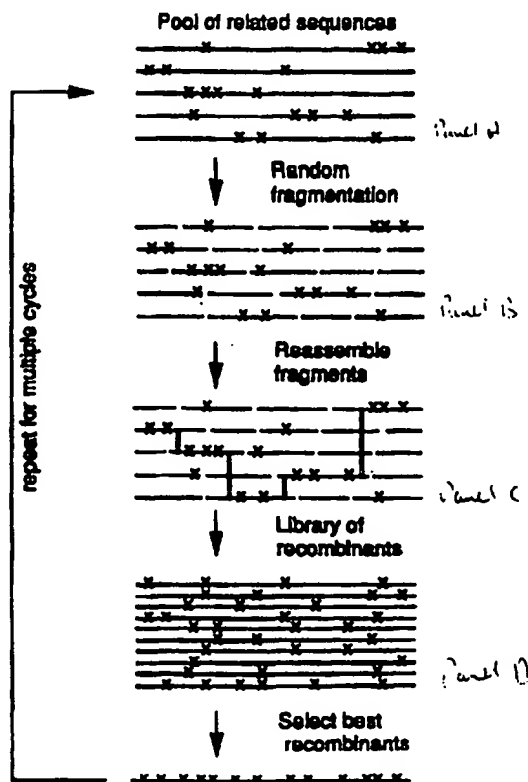 Pool of related sequences
Panel A
Random
fragmentation
Panel B
Reassemble
fragments
Panel C
Library of
recombinants
Panel D
Select best
recombinants
repeat for multiple cycles